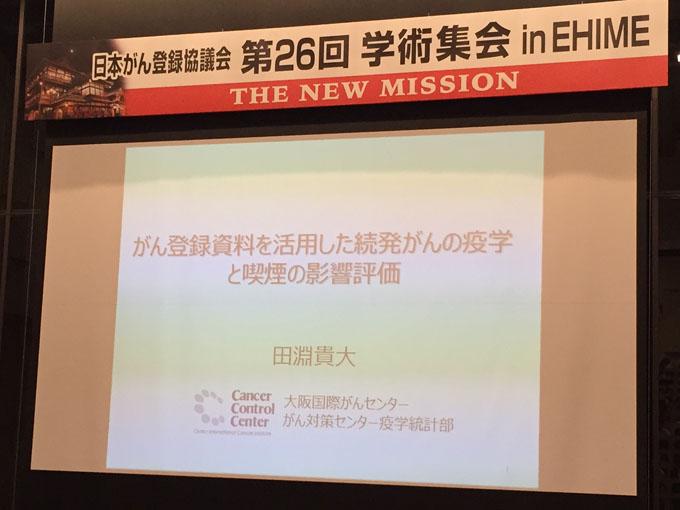 日本がん登録協議会 第26回 学術集会 in EHIME
THE NEW MISSION
がん登録資料を活用した続発がんの疫学
と喫煙の影響評価
田淵貴大
Cancer
Control
Center
Osaka International Cancer Institute
大阪国際がんセンター
がん対策センター疫学統計部